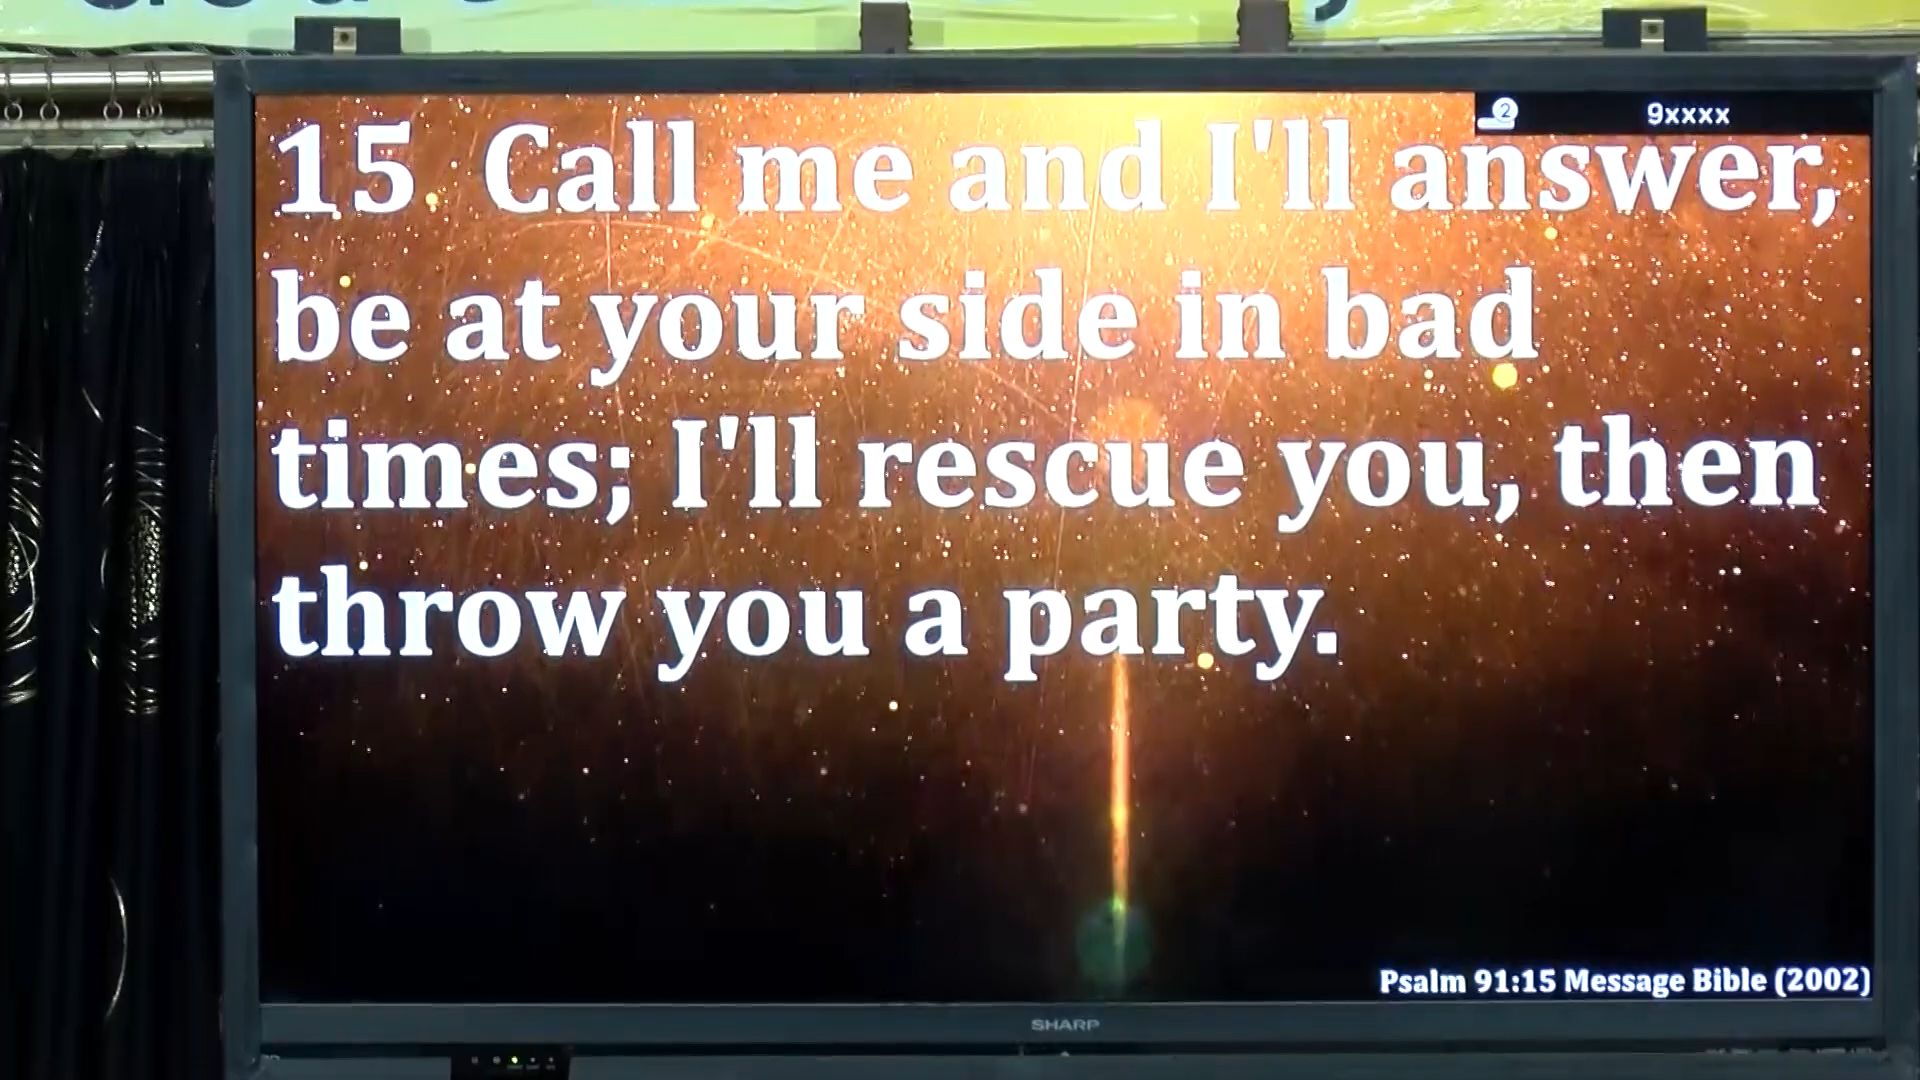 9xxxx
15 Call me and I'll answer,
be at your side in bad
times; I'll rescue you, then
throw you a party.
Psalm 91:15 Message Bible (2002)
SHARP